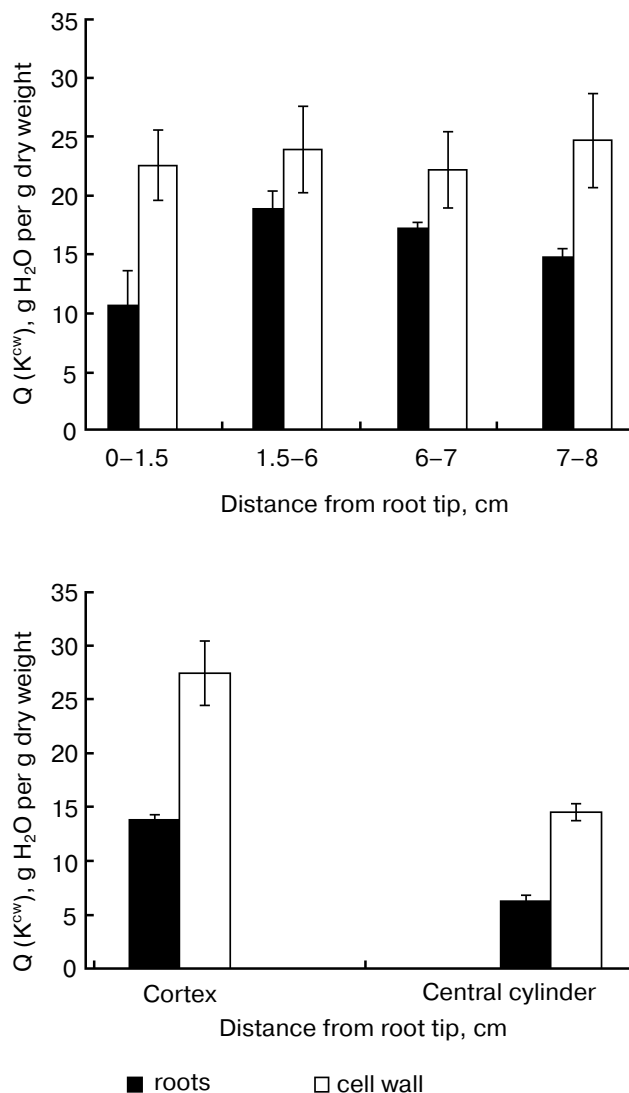 Q (Kᶜʷ), g H₂O per g dry weight
35
30
25
20
15
10
5
0
0–1.5 1.5–6 6–7 7–8
Distance from root tip, cm
Q (Kᶜʷ), g H₂O per g dry weight
35
30
25
20
15
10
5
0
Cortex Central cylinder
Distance from root tip, cm
roots cell wall